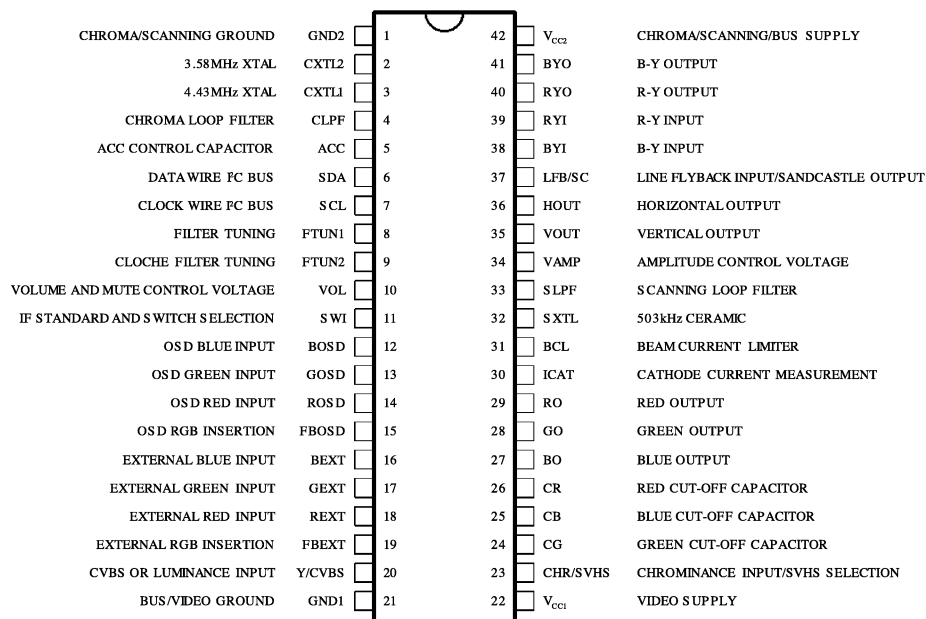 CHROMA/SCANNING GROUND GND2 1 42 VCC2 CHROMA/SCANNING/BUS SUPPLY
3.58MHz XTAL CXTL2 2 41 BYO B-Y OUTPUT
4.43MHz XTAL CXTL1 3 40 RYO R-Y OUTPUT
CHROMA LOOP FILTER CLPF 4 39 RYI R-Y INPUT
ACC CONTROL CAPACITOR ACC 5 38 BYI B-Y INPUT
DATA WIRE I²C BUS SDA 6 37 LFB/SC LINE FLYBACK INPUT/SANDCASTLE OUTPUT
CLOCK WIRE I²C BUS SCL 7 36 HOUT HORIZONTAL OUTPUT
FILTER TUNING FTUN1 8 35 VOUT VERTICAL OUTPUT
CLOCHE FILTER TUNING FTUN2 9 34 VAMP AMPLITUDE CONTROL VOLTAGE
VOLUME AND MUTE CONTROL VOLTAGE VOL 10 33 SLPF SCANNING LOOP FILTER
IF STANDARD AND SWITCH SELECTION SWI 11 32 SXTL 503kHz CERAMIC
OSD BLUE INPUT BOSD 12 31 BCL BEAM CURRENT LIMITER
OSD GREEN INPUT GOSD 13 30 ICAT CATHODE CURRENT MEASUREMENT
OSD RED INPUT ROSD 14 29 RO RED OUTPUT
OSD RGB INSERTION FBOSD 15 28 GO GREEN OUTPUT
EXTERNAL BLUE INPUT BEXT 16 27 BO BLUE OUTPUT
EXTERNAL GREEN INPUT GEXT 17 26 CR RED CUT-OFF CAPACITOR
EXTERNAL RED INPUT REXT 18 25 CB BLUE CUT-OFF CAPACITOR
EXTERNAL RGB INSERTION FBEXT 19 24 CG GREEN CUT-OFF CAPACITOR
CVBS OR LUMINANCE INPUT Y/CVBS 20 23 CHR/SVHS CHROMINANCE INPUT/SVHS SELECTION
BUS/VIDEO GROUND GND1 21 22 VCC1 VIDEO SUPPLY